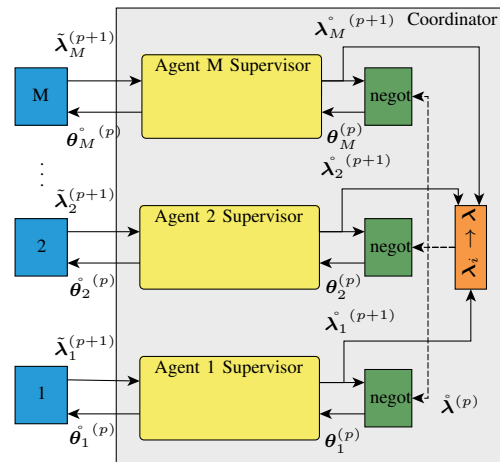 Coordinator
λ̃_M^(p+1)
λ̊_M^(p+1)
Agent M Supervisor
M
negot
θ̊_M^(p)
θ_M^(p)
λ̊_2^(p+1)
⋮
λ̃_2^(p+1)
Agent 2 Supervisor
2
negot
λ_i → λ
θ̊_2^(p)
θ_2^(p)
λ̊_1^(p+1)
λ̃_1^(p+1)
Agent 1 Supervisor
1
negot
λ̊^(p)
θ̊_1^(p)
θ_1^(p)